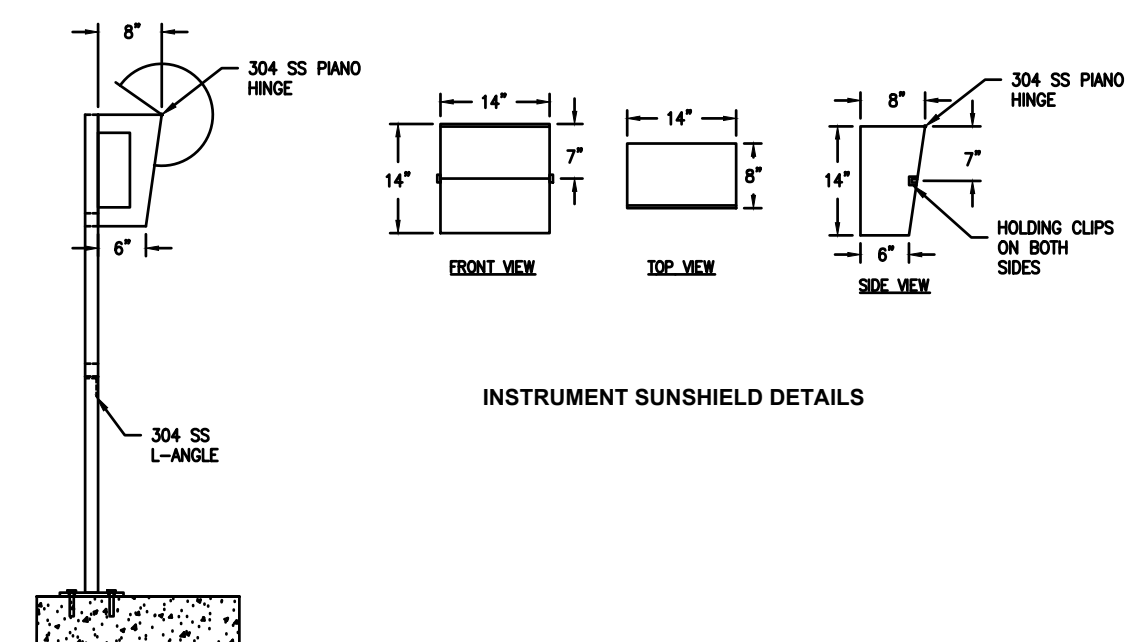 8"
304 SS PIANO
HINGE
6"
304 SS
L-ANGLE
14"
14"
7"
FRONT VIEW
14"
8"
TOP VIEW
8"
304 SS PIANO
HINGE
14"
7"
6"
HOLDING CLIPS
ON BOTH
SIDES
SIDE VIEW
INSTRUMENT SUNSHIELD DETAILS